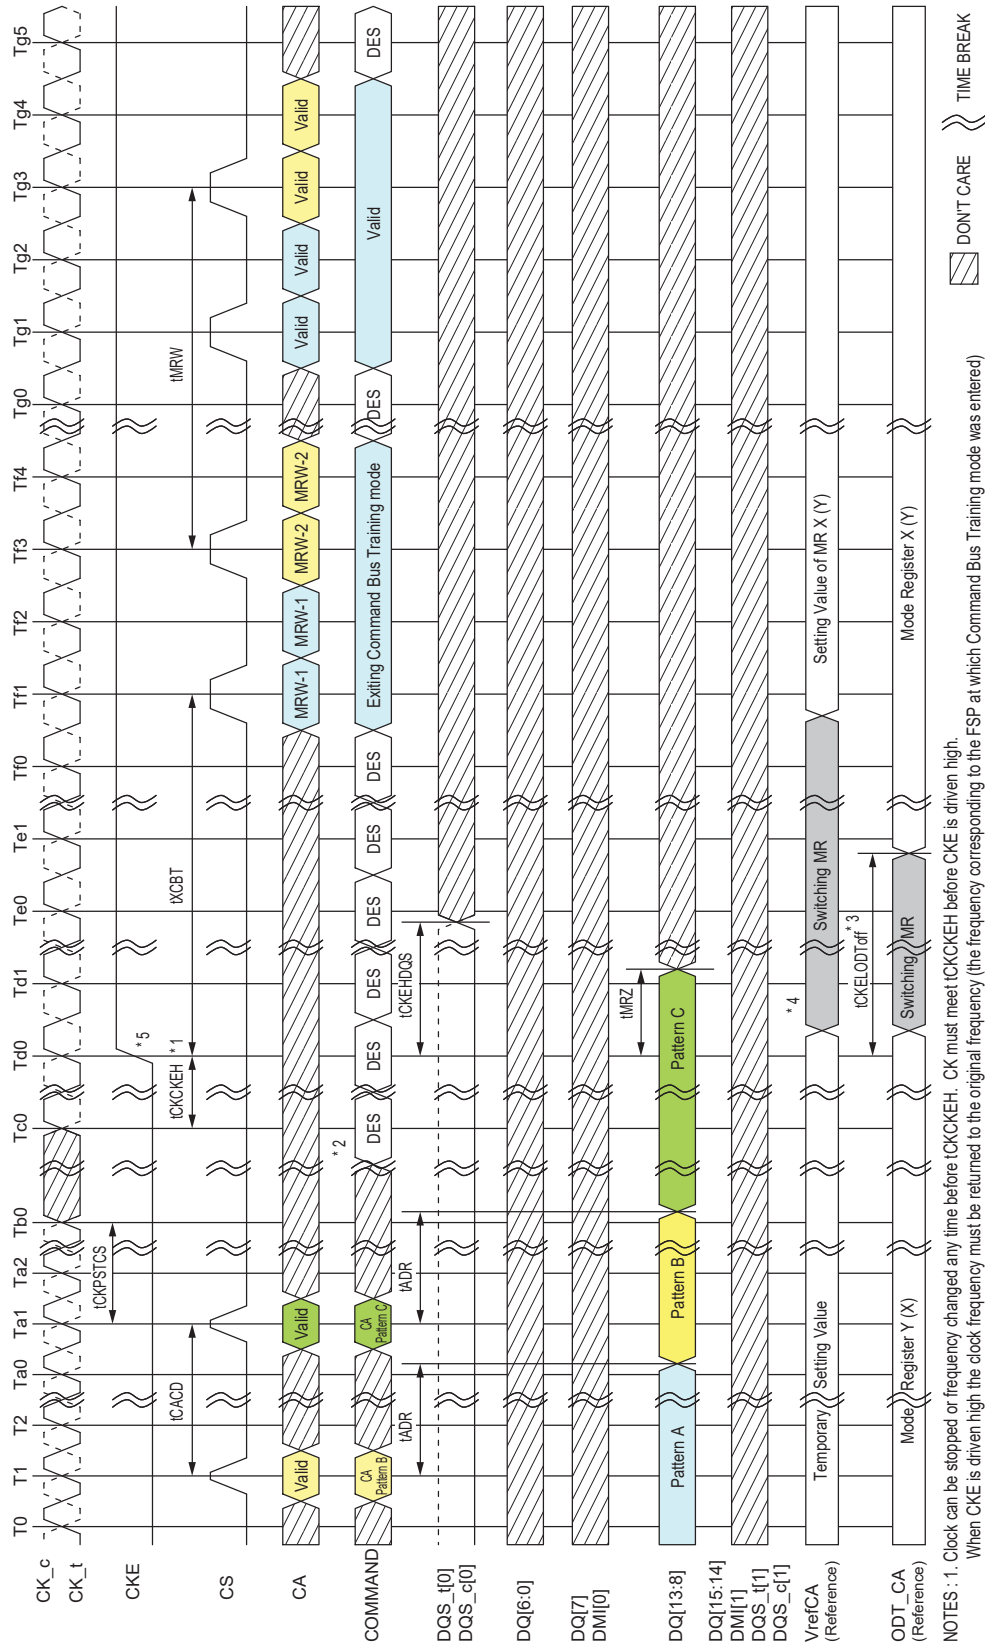 T0 T1 T2 Ta0 Ta1 Ta2 Tb0 Tc0 Td0 Td1 Te0 Te1 Tf0 Tf1 Tf2 Tf3 Tf4 Tg0 Tg1 Tg2 Tg3 Tg4 Tg5
CK_c
CK_t
tCKPSTCS
CKE
* 5
tCKCKEH * 1
tXCBT
tCACD
tMRW
CS
CA
Valid
Valid
MRW-1 MRW-1 MRW-2 MRW-2
Valid Valid Valid Valid
* 2
COMMAND
CA
Pattern B
CA
Pattern C
DES DES DES DES DES DES
Exiting Command Bus Training mode
DES
Valid
DES
tADR
tADR
tCKEHDQS
DQS_t[0]
DQS_c[0]
DQ[6:0]
DQ[7]
DMI[0]
tMRZ
DQ[13:8]
Pattern A
Pattern B
Pattern C
DQ[15:14]
DMI[1]
DQS_t[1]
DQS_c[1]
* 4
VrefCA
(Reference)
Temporary Setting Value
Switching MR
Setting Value of MR X (Y)
tCKELODToff * 3
ODT_CA
(Reference)
Mode Register Y (X)
Switching MR
Mode Register X (Y)
DON'T CARE
TIME BREAK
NOTES : 1. Clock can be stopped or frequency changed any time before tCKCKEH. CK must meet tCKCKEH before CKE is driven high.
When CKE is driven high the clock frequency must be returned to the original frequency (the frequency corresponding to the FSP at which Command Bus Training mode was entered)